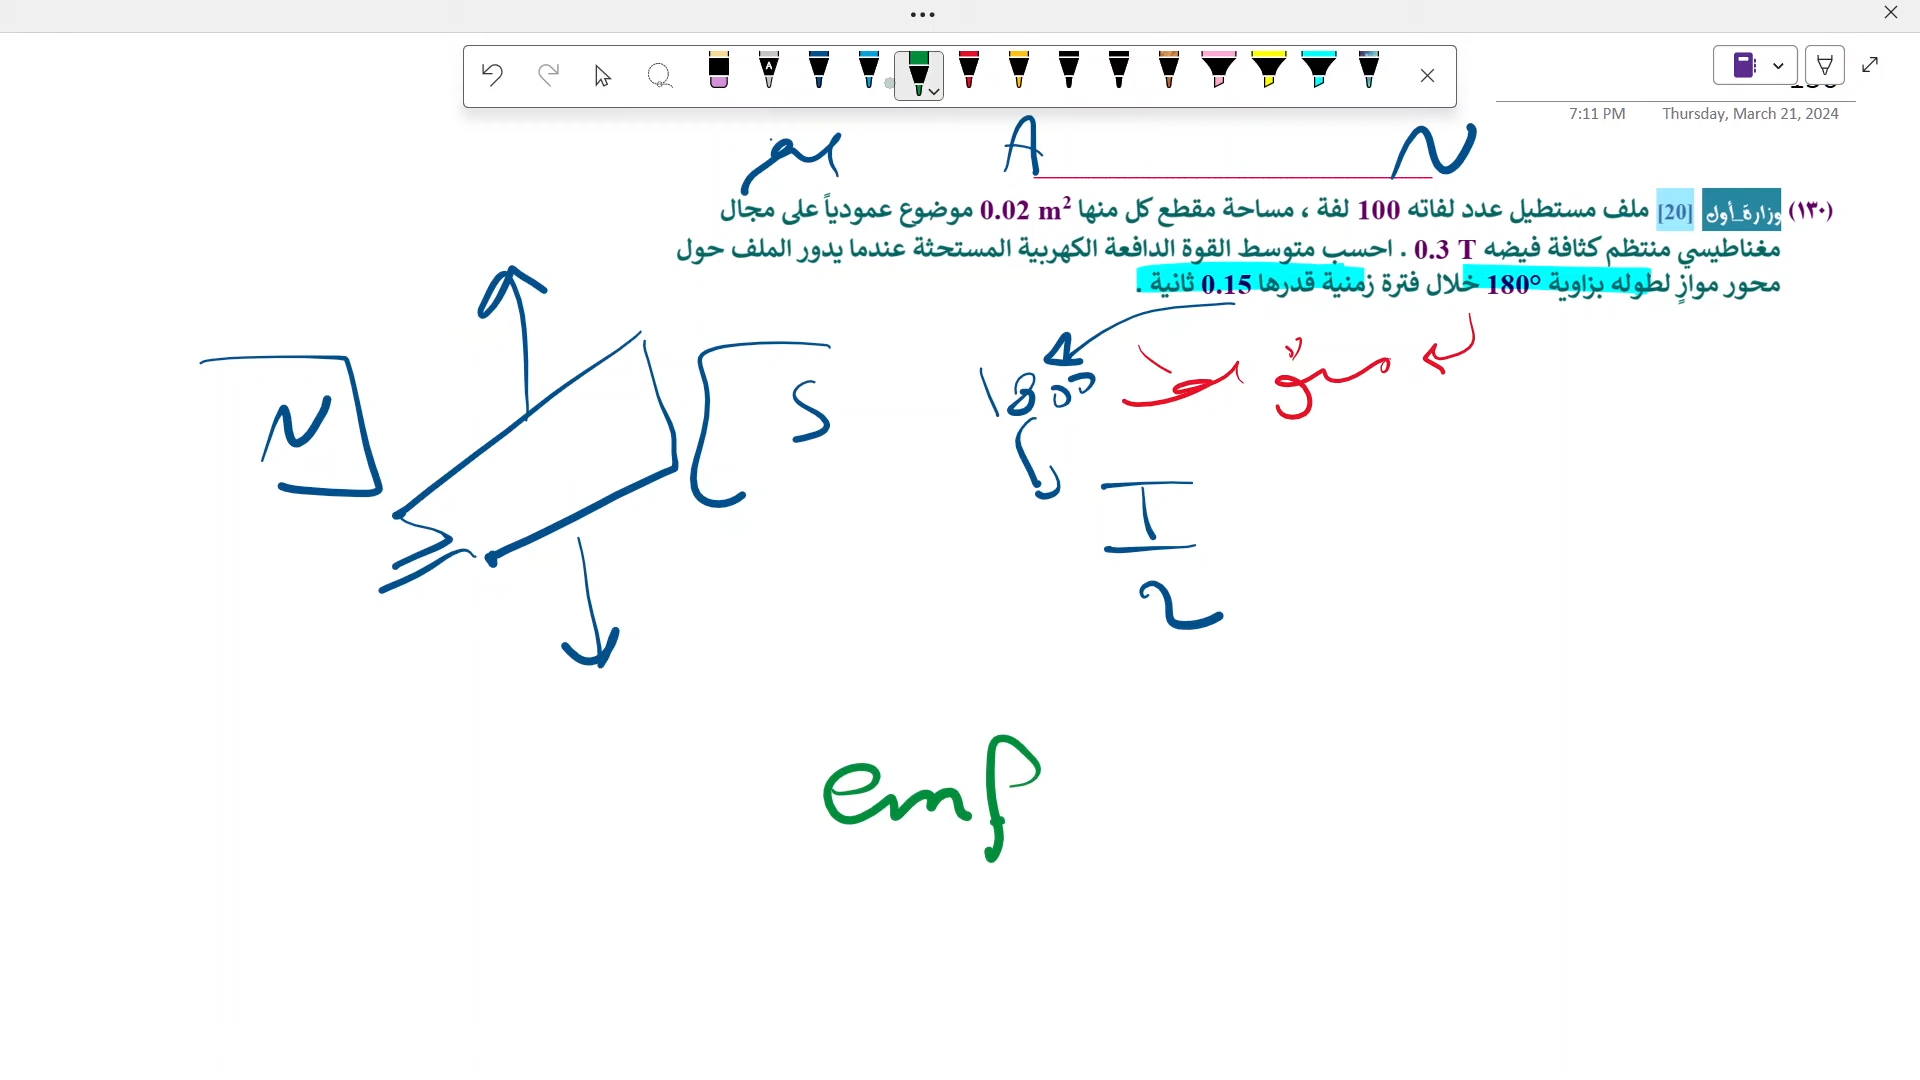 130
7:11 PM Thursday, March 21, 2024
A N
(١٣٠) وزارة_أول [20] ملف مستطيل عدد لفاته 100 لفة ، مساحة مقطع كل منها 0.02 m² موضوع عمودياً على مجال
مغناطيسي منتظم كثافة فيضه 0.3 T . احسب متوسط القوة الدافعة الكهربية المستحثة عندما يدور الملف حول
محور موازٍ لطوله بزاوية 180° خلال فترة زمنية قدرها 0.15 ثانية .
N S
180°
2
emf